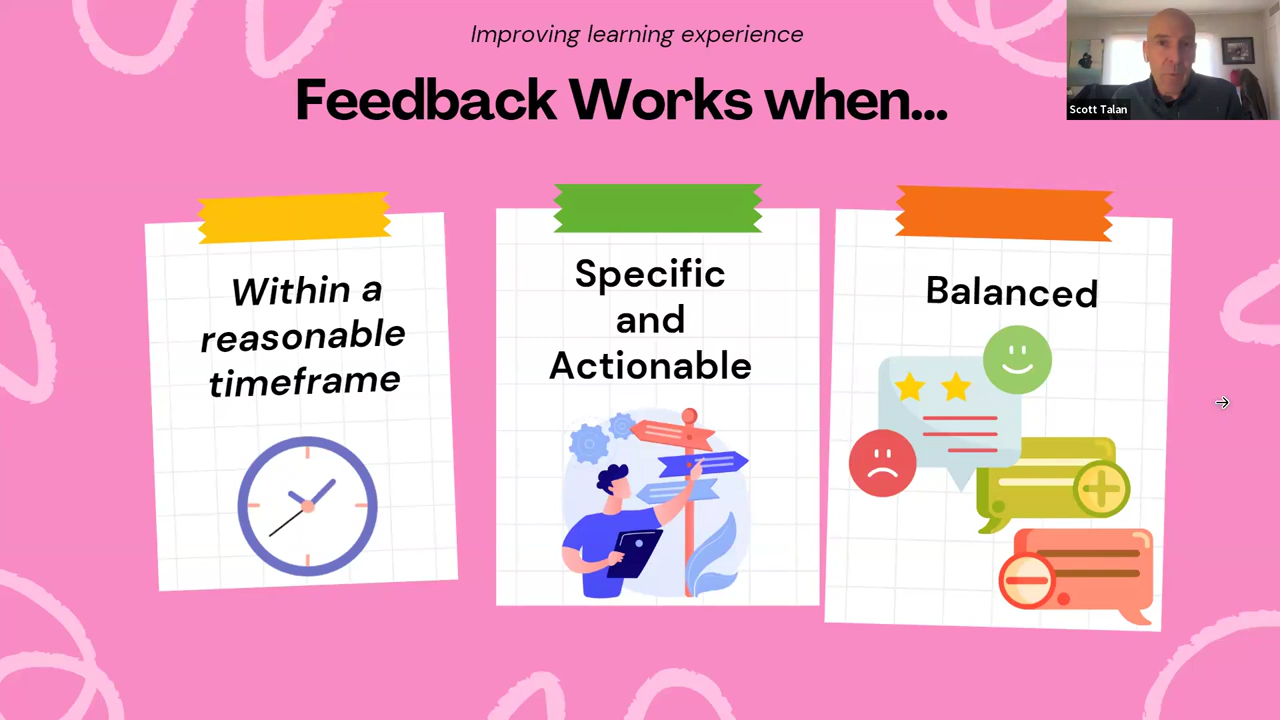 Improving learning experience
Feedback Works when...
Scott Talan
Within a
reasonable
timeframe
Specific
and
Actionable
Balanced